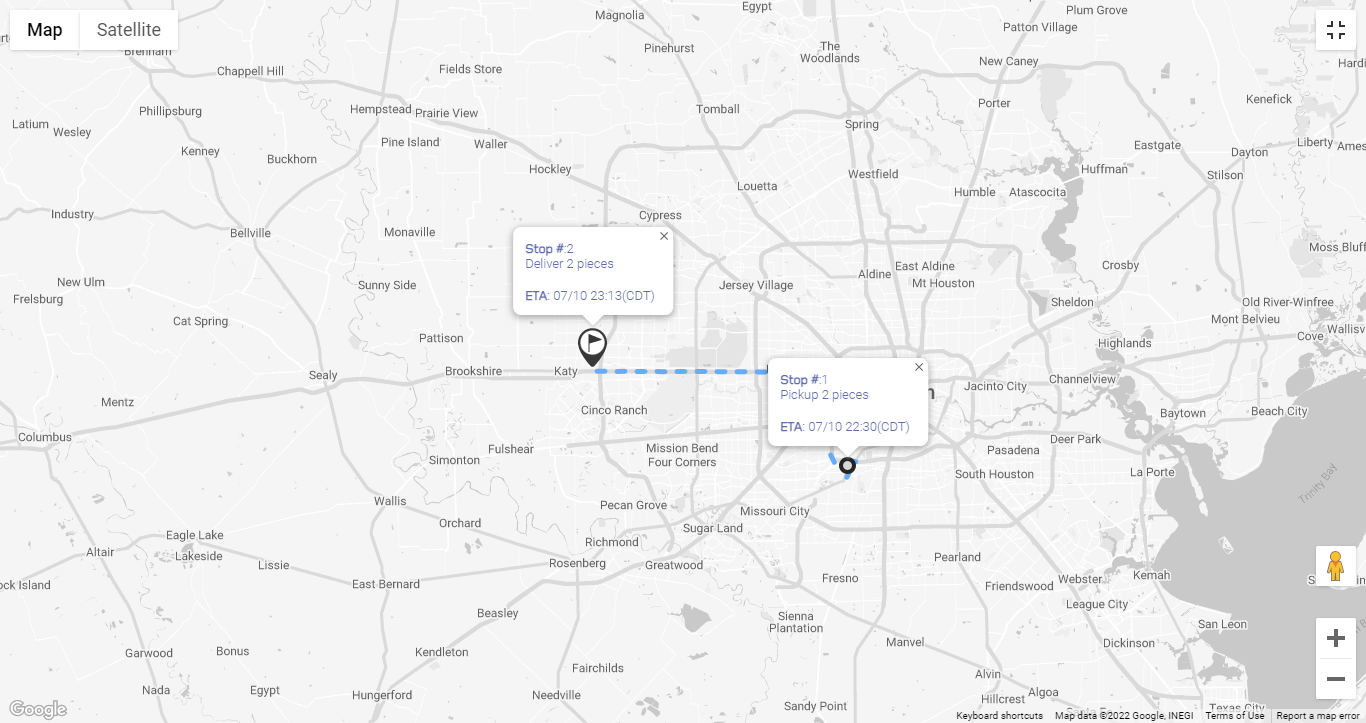 Map
Satellite
Magnolia
Egypt
Plum Grove
Patton Village
Pinehurst
The
Woodlands
Brenham
Chappell Hill
Fields Store
New Caney
Phillipsburg
Hempstead
Prairie View
Tomball
Porter
Kenefick
Latium
Wesley
Spring
Kenney
Pine Island
Waller
Eastgate
Liberty
Ames
Dayton
Buckhorn
Hockley
Westfield
Huffman
Stilson
Louetta
Humble
Atascocita
Industry
Cypress
Bellville
Monaville
Moss Bluff
Stop #:2
Deliver 2 pieces
ETA: 07/10 23:13(CDT)
Aldine
East Aldine
Mt Houston
Crosby
New Ulm
Frelsburg
Sunny Side
Jersey Village
Sheldon
Old River-Winfree
Mont Belvieu
Cat Spring
Pattison
Cove
Highlands
Sealy
Brookshire
Katy
Stop #:1
Pickup 2 pieces
ETA: 07/10 22:30(CDT)
Channelview
Jacinto City
Mentz
Cinco Ranch
Baytown
Beach City
Columbus
Fulshear
Simonton
Mission Bend
Four Corners
Deer Park
Pasadena
South Houston
La Porte
Trinity Bay
Wallis
Pecan Grove
Missouri City
Orchard
Sugar Land
Eagle Lake
Altair
Lakeside
Lissie
Richmond
Rosenberg
Greatwood
Pearland
East Bernard
Fresno
Friendswood
Webster
Kemah
League City
Beasley
Sienna
Plantation
San Leon
Manvel
Dickinson
Garwood
Bonus
Kendleton
Fairchilds
Alvin
Nada
Egypt
Hungerford
Needville
Hillcrest
Algoa
Sandy Point
Texas City
Google
Keyboard shortcuts
Map data ©2022 Google, INEGI
Terms of Use
Report a map error